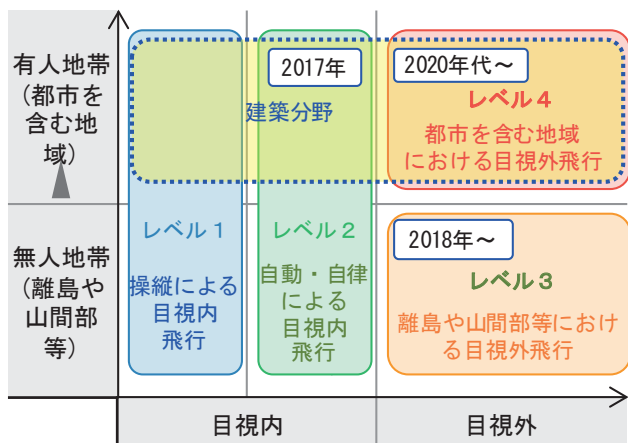 有人地帯
(都市を
含む地
域)
2017年
建築分野
2020年代～
レベル４
都市を含む地域
における目視外飛行
無人地帯
(離島や
山間部
等)
レベル１
操縦による
目視内
飛行
レベル２
自動・自律
による
目視内
飛行
2018年～
レベル３
離島や山間部等におけ
る目視外飛行
目視内
目視外